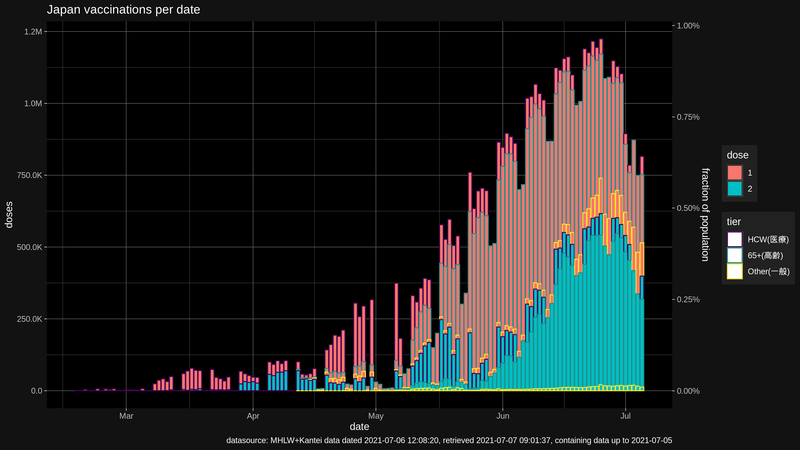 Japan vaccinations per date
1.2M
1.0M
750.0K
500.0K
250.0K
0.0
doses
1.00%
0.75%
0.50%
0.25%
0.00%
fraction of population
Mar Apr May Jun Jul
date
dose
1
2
tier
HCW(医療)
65+(高齢)
Other(一般)
datasource: MHLW+Kantei data dated 2021-07-06 12:08:20, retrieved 2021-07-07 09:01:37, containing data up to 2021-07-05